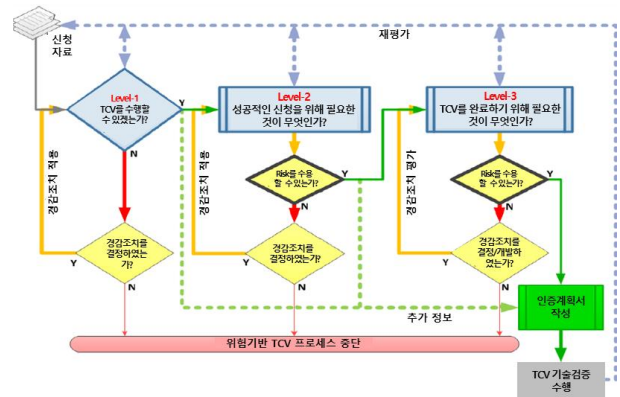 신청
자료
재평가
Level-1
TCV를 수행할
수 있겠는가?
Y
N
Level-2
성공적인 신청을 위해 필요한
것이 무엇인가?
Level-3
TCV를 완료하기 위해 필요한
것이 무엇인가?
경감조치 적용
경감조치 적용
경감조치 평가
Risk를 수용
할 수 있는가?
Y
N
Risk를 수용
할 수 있는가?
Y
N
경감조치를
결정하였는
가?
Y
N
경감조치를
결정하였는가?
Y
N
경감조치를
결정/개발하
였는가?
Y
N
인증계획서
작성
추가 정보
위험기반 TCV 프로세스 중단
TCV 기술검증
수행